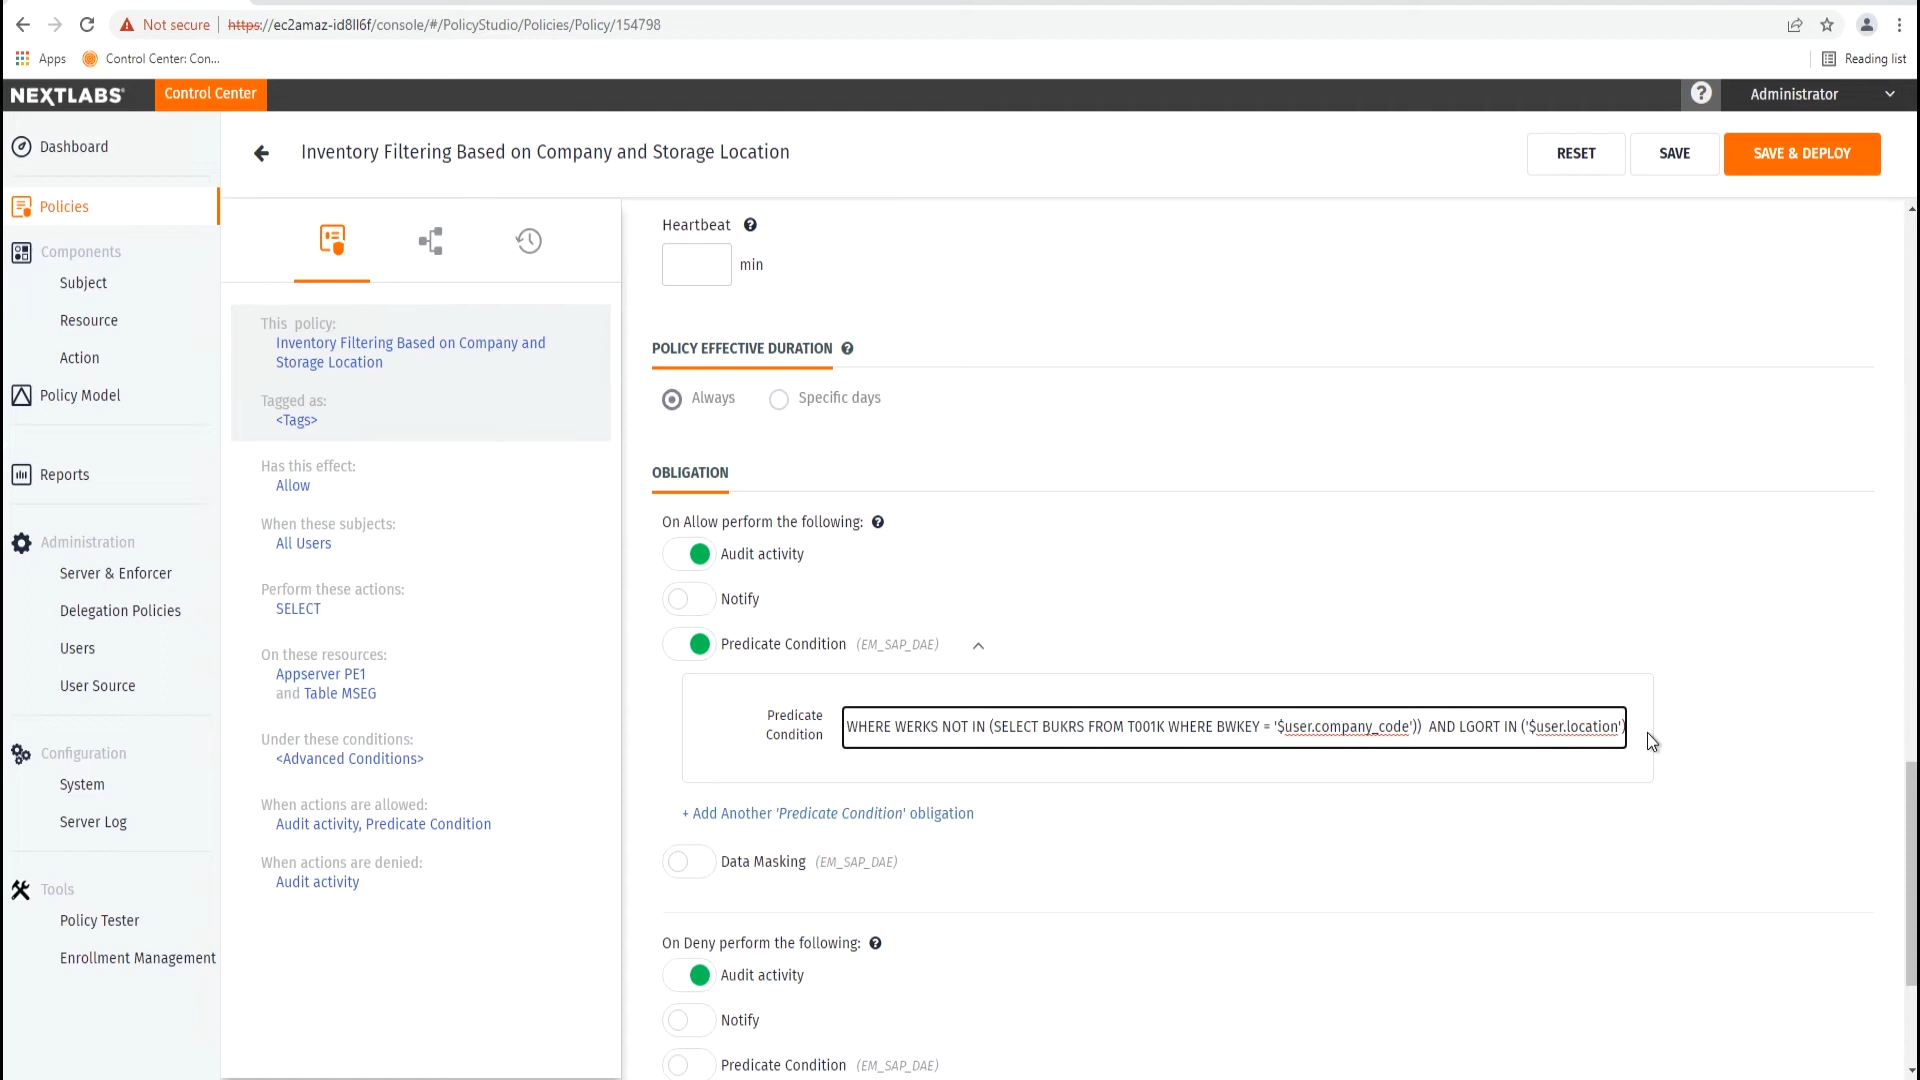 Not secure https://ec2amaz-id8ll6f/console/#/PolicyStudio/Policies/Policy/154798
Apps Control Center: Con... Reading list
NEXTLABS Control Center ? Administrator
Inventory Filtering Based on Company and Storage Location RESET SAVE SAVE & DEPLOY
Dashboard
Policies
Components
Subject
Resource
Action
Policy Model
Reports
Administration
Server & Enforcer
Delegation Policies
Users
User Source
Configuration
System
Server Log
Tools
Policy Tester
Enrollment Management
This policy:
Inventory Filtering Based on Company and
Storage Location
Tagged as:
<Tags>
Has this effect:
Allow
When these subjects:
All Users
Perform these actions:
SELECT
On these resources:
Appserver PE1
and Table MSEG
Under these conditions:
<Advanced Conditions>
When actions are allowed:
Audit activity, Predicate Condition
When actions are denied:
Audit activity
Heartbeat ?
min
POLICY EFFECTIVE DURATION ?
Always Specific days
OBLIGATION
On Allow perform the following: ?
Audit activity
Notify
Predicate Condition (EM_SAP_DAE)
Predicate
Condition
WHERE WERKS NOT IN (SELECT BUKRS FROM T001K WHERE BWKEY = '$user.company_code')) AND LGORT IN ('$user.location')
+ Add Another 'Predicate Condition' obligation
Data Masking (EM_SAP_DAE)
On Deny perform the following: ?
Audit activity
Notify
Predicate Condition (EM_SAP_DAE)